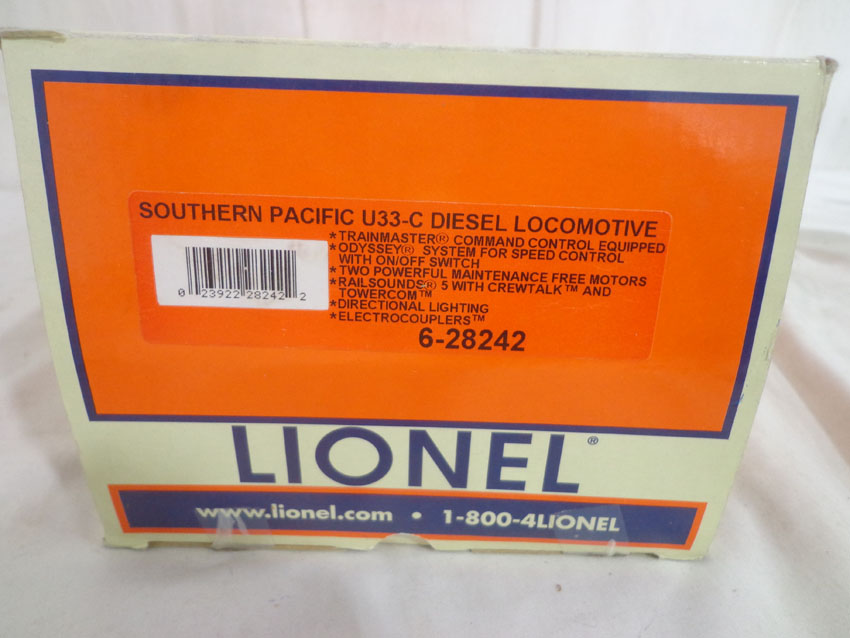 SOUTHERN PACIFIC U33-C DIESEL LOCOMOTIVE
*TRAINMASTER® COMMAND CONTROL EQUIPPED
*ODYSSEY® SYSTEM FOR SPEED CONTROL
WITH ON/OFF SWITCH
*TWO POWERFUL MAINTENANCE FREE MOTORS
*RAILSOUNDS® 5 WITH CREWTALK™ AND
TOWERCOM™
*DIRECTIONAL LIGHTING
*ELECTROCOUPLERS™
0 23922 28242 2
6-28242
LIONEL®
www.lionel.com • 1-800-4LIONEL